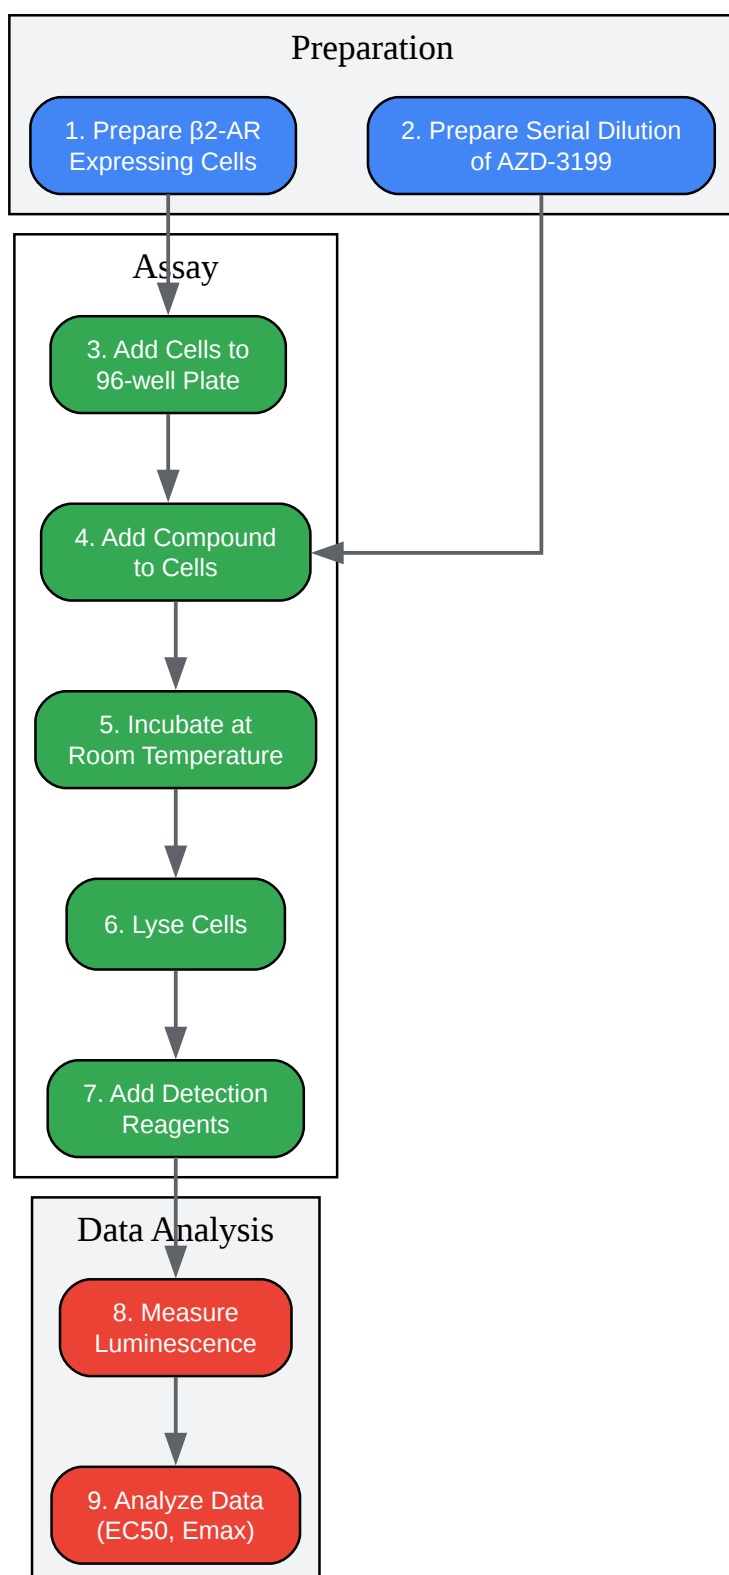 Preparation
1. Prepare β2-AR
Expressing Cells
2. Prepare Serial Dilution
of AZD-3199
Assay
3. Add Cells to
96-well Plate
4. Add Compound
to Cells
5. Incubate at
Room Temperature
6. Lyse Cells
7. Add Detection
Reagents
Data Analysis
8. Measure
Luminescence
9. Analyze Data
(EC50, Emax)